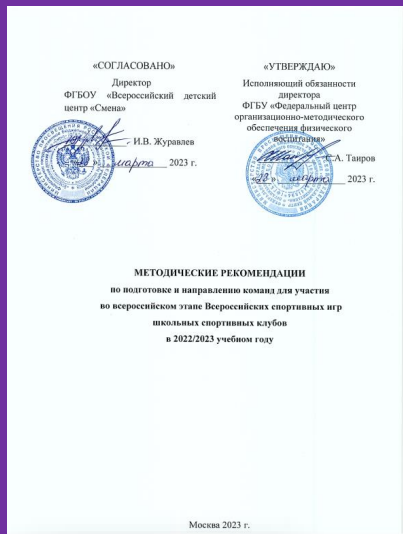 «СОГЛАСОВАНО»
Директор
ФГБОУ «Всероссийский детский
центр «Смена»
И.В. Журавлев
марта 2023 г.
«УТВЕРЖДАЮ»
Исполняющий обязанности
директора
ФГБУ «Федеральный центр
организационно-методического
обеспечения физического
воспитания»
С.А. Таиров
марта 2023 г.
МЕТОДИЧЕСКИЕ РЕКОМЕНДАЦИИ
по подготовке и направлению команд для участия
во всероссийском этапе Всероссийских спортивных игр
школьных спортивных клубов
в 2022/2023 учебном году
Москва 2023 г.